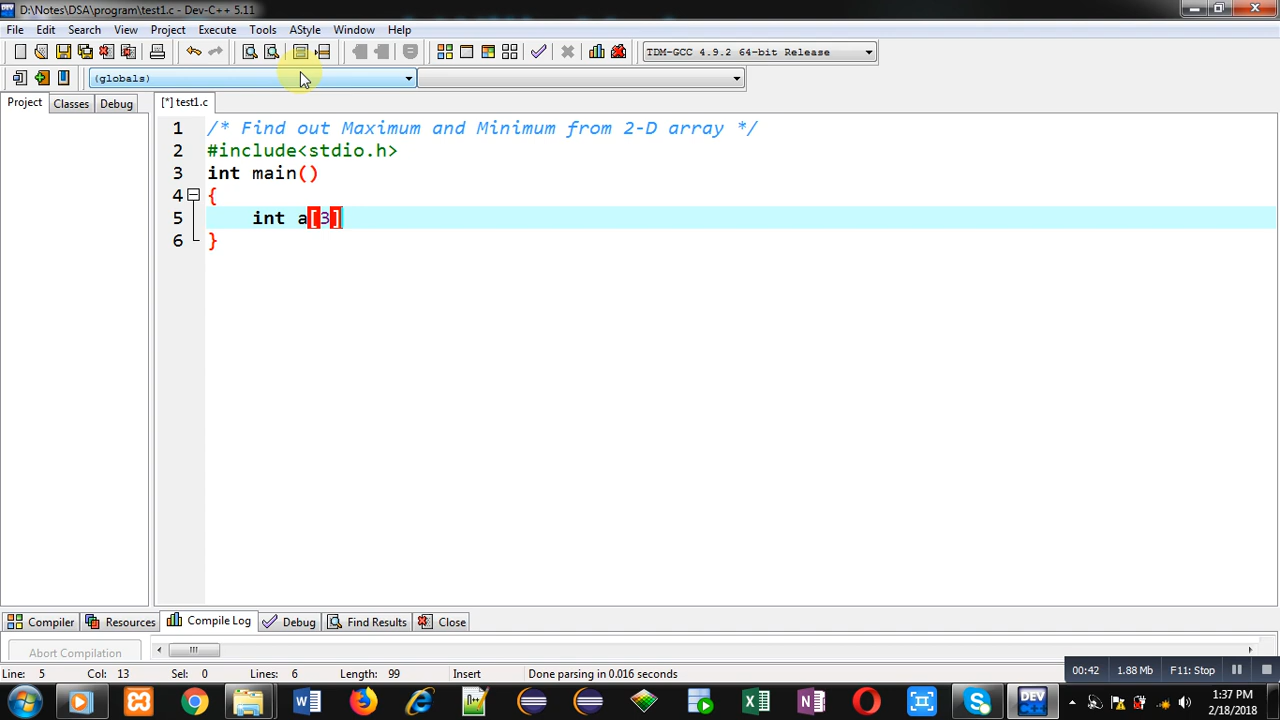 D:\Notes\DSA\program\test1.c - Dev-C++ 5.11
File Edit Search View Project Execute Tools AStyle Window Help
TDM-GCC 4.9.2 64-bit Release
(globals)
Project Classes Debug [*] test1.c
1 /* Find out Maximum and Minimum from 2-D array */
2 #include<stdio.h>
3 int main()
4 {
5 int a[3]
6 }
Compiler Resources Compile Log Debug Find Results Close
Abort Compilation
Line: 5 Col: 13 Sel: 0 Lines: 6 Length: 99 Insert Done parsing in 0.016 seconds
00:42 1.88 Mb F11: Stop
DEV
1:37 PM
2/18/2018